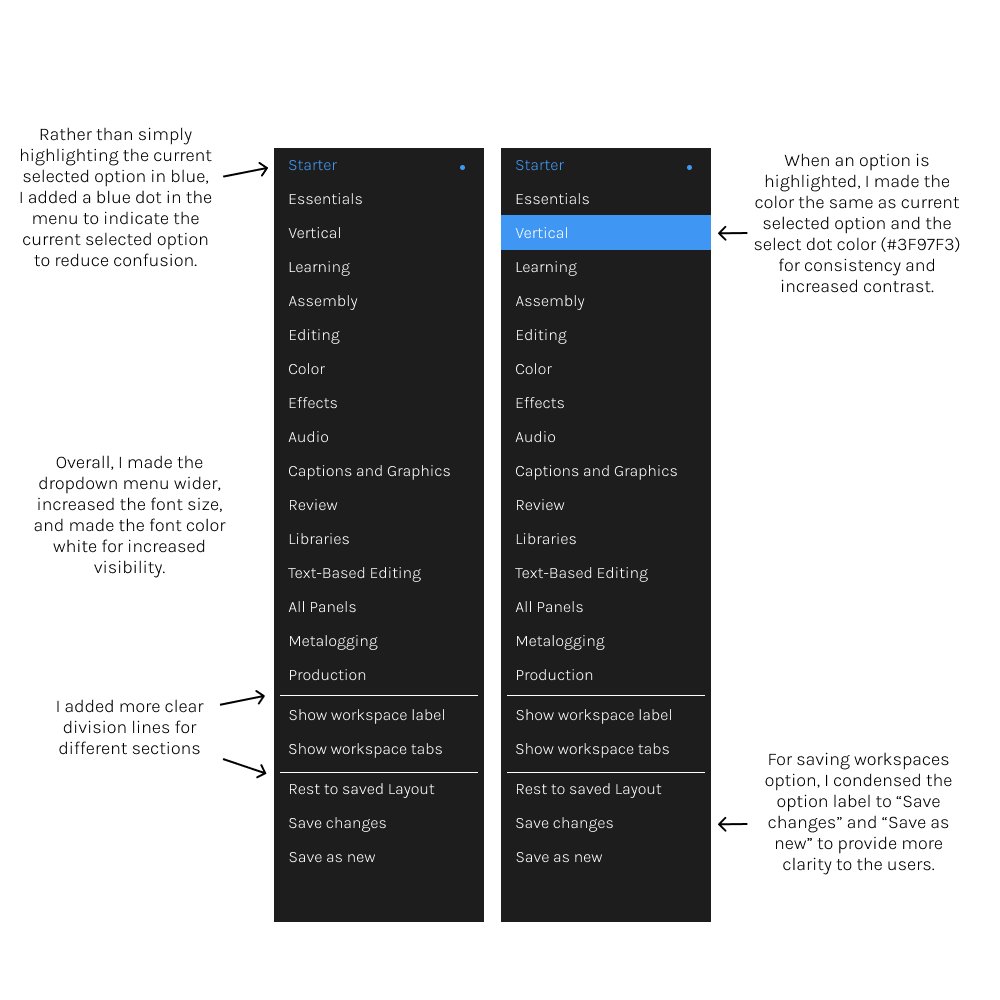 Rather than simply
highlighting the current
selected option in blue,
I added a blue dot in the
menu to indicate the
current selected option
to reduce confusion.
Overall, I made the
dropdown menu wider,
increased the font size,
and made the font color
white for increased
visibility.
I added more clear
division lines for
different sections
Starter
Essentials
Vertical
Learning
Assembly
Editing
Color
Effects
Audio
Captions and Graphics
Review
Libraries
Text-Based Editing
All Panels
Metalogging
Production
Show workspace label
Show workspace tabs
Rest to saved Layout
Save changes
Save as new
Starter
Essentials
Vertical
Learning
Assembly
Editing
Color
Effects
Audio
Captions and Graphics
Review
Libraries
Text-Based Editing
All Panels
Metalogging
Production
Show workspace label
Show workspace tabs
Rest to saved Layout
Save changes
Save as new
When an option is
highlighted, I made the
color the same as current
selected option and the
select dot color (#3F97F3)
for consistency and
increased contrast.
For saving workspaces
option, I condensed the
option label to “Save
changes” and “Save as
new” to provide more
clarity to the users.